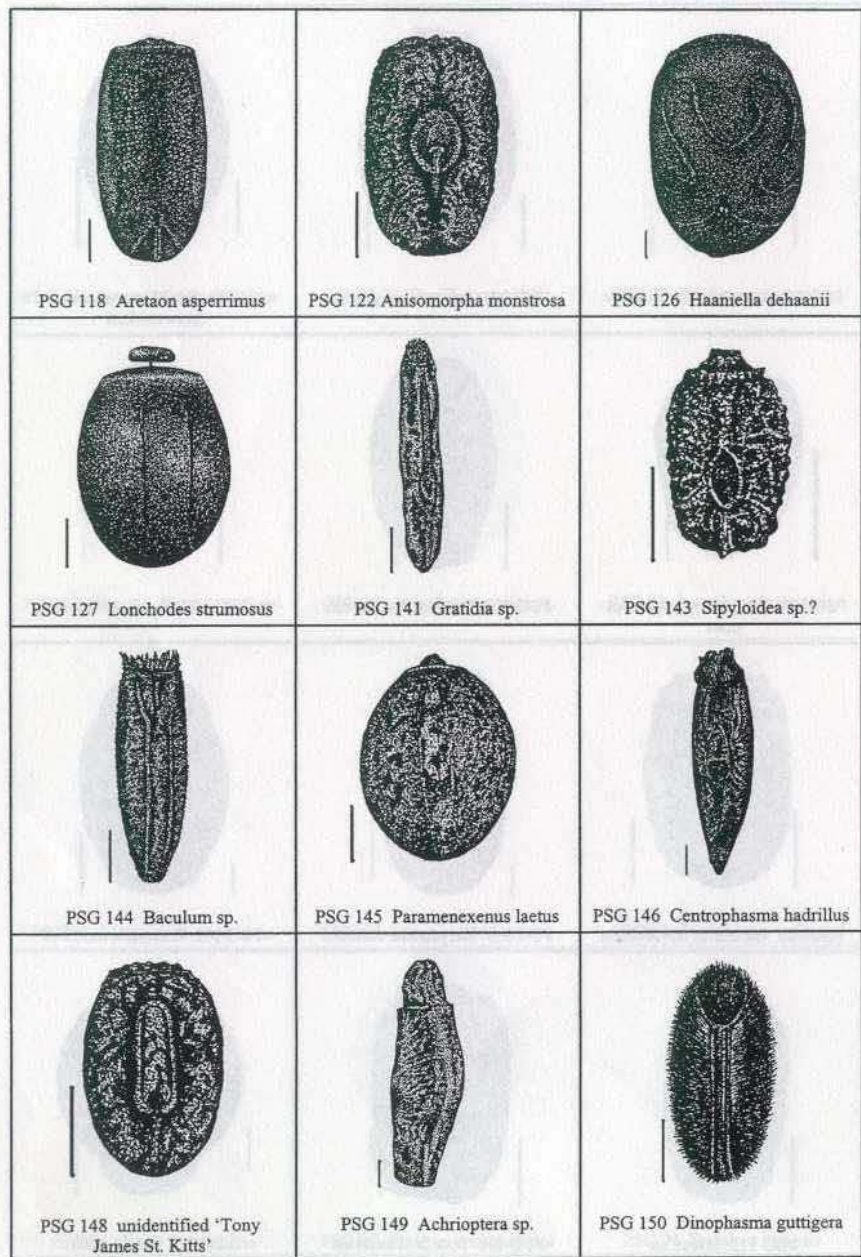 PSG 118 Aretaon asperrimus
PSG 122 Anisomorpha monstrosa
PSG 126 Haaniella dehaanii
PSG 127 Lonchodes strumosus
PSG 141 Gratidia sp.
PSG 143 Sipyloidea sp.?
PSG 144 Baculum sp.
PSG 145 Paramenexenus laetus
PSG 146 Centrophasma hadrillus
PSG 148 unidentified 'Tony
James St. Kitts'
PSG 149 Achrioptera sp.
PSG 150 Dinophasma guttigera